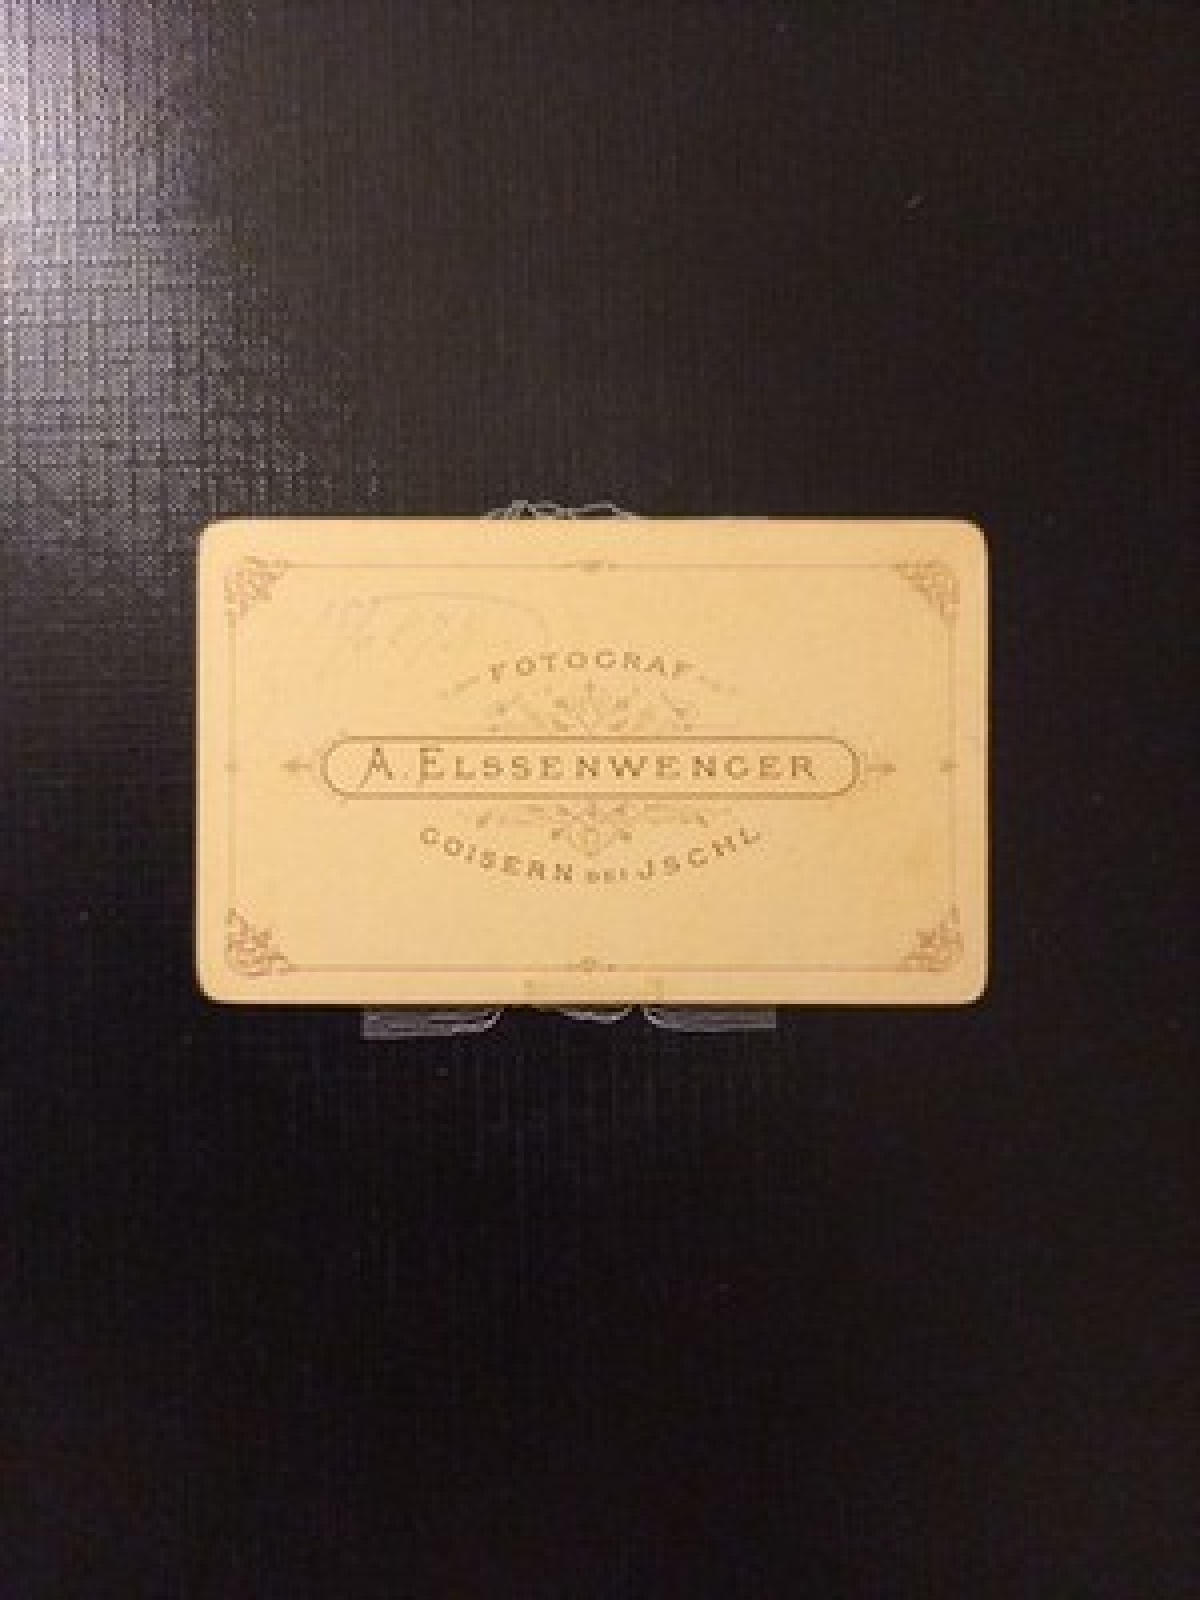 FOTOGRAF
A. ELSSENWENGER
GOISERN BEI JSCHL